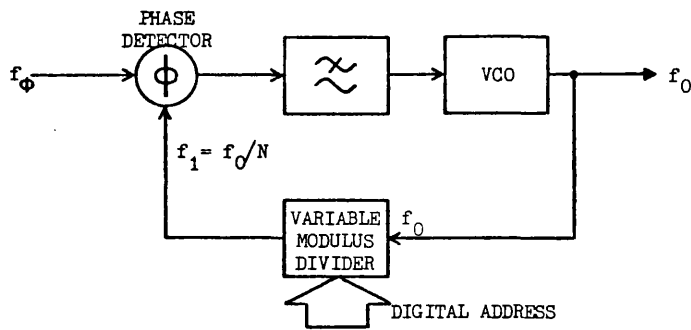 PHASE
DETECTOR
fΦ
Φ
VCO
f0
f1= f0/N
VARIABLE
MODULUS
DIVIDER
f0
DIGITAL ADDRESS